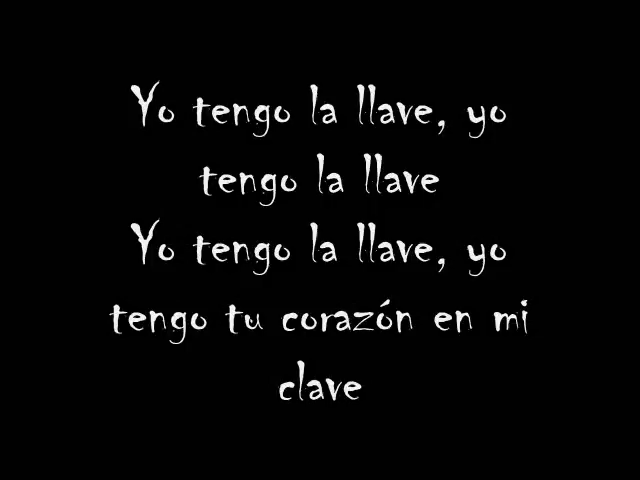 Yo tengo la llave, yo
tengo la llave
Yo tengo la llave, yo
tengo tu corazón en mi
clave